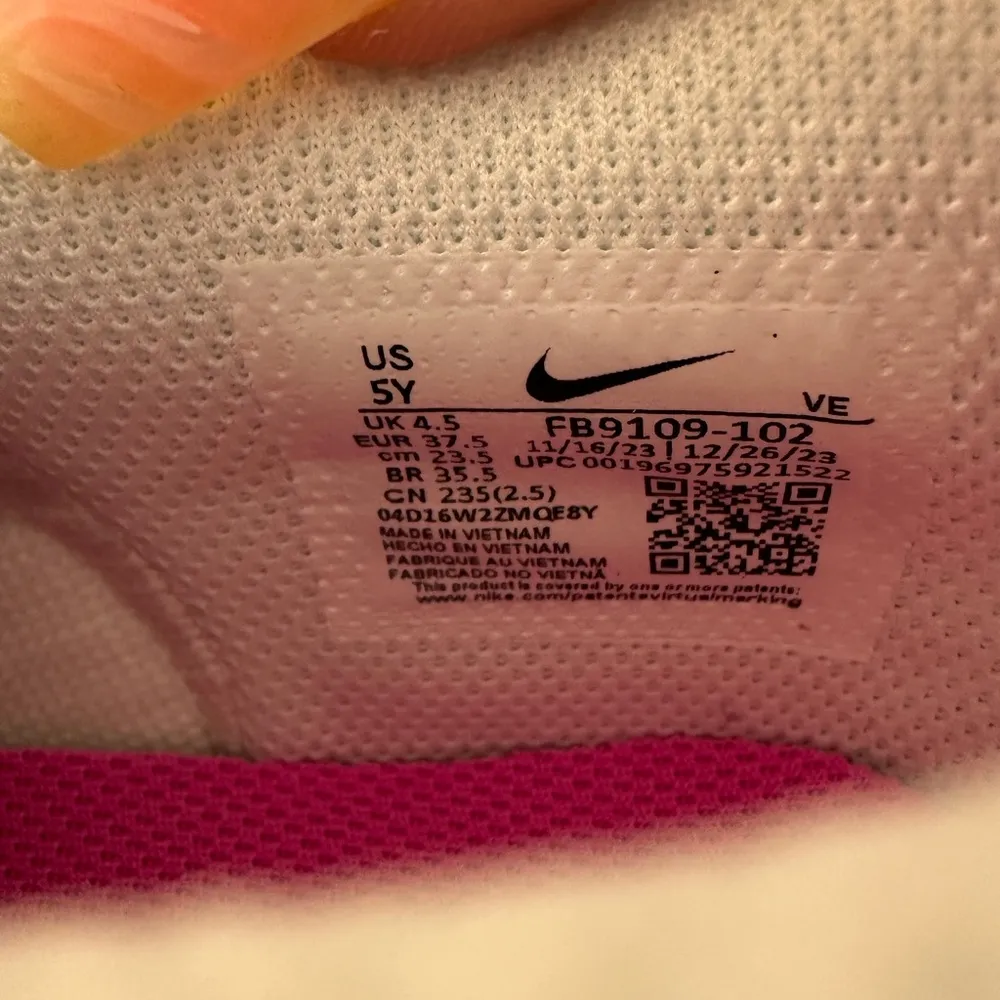 US
5Y
VE
UK 4.5
FB9109-102
EUR 37.5
11/16/23 | 12/26/23
cm 23.5
UPC 00196975921522
BR 35.5
CN 235(2.5)
04D16W2ZMQE8Y
MADE IN VIETNAM
HECHO EN VIETNAM
FABRIQUE AU VIETNAM
FABRICADO NO VIETNÃ
This product is covered by one or more patents:
www.nike.com/patentsvirtualmarking